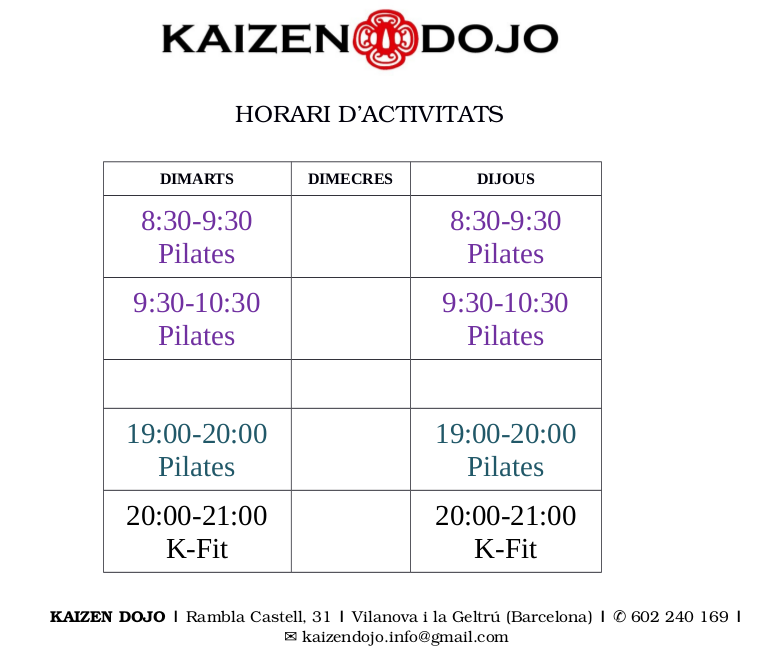 KAIZEN DOJO
HORARI D’ACTIVITATS
DIMARTS DIMECRES DIJOUS
8:30-9:30 8:30-9:30
Pilates Pilates
9:30-10:30 9:30-10:30
Pilates Pilates
19:00-20:00 19:00-20:00
Pilates Pilates
20:00-21:00 20:00-21:00
K-Fit K-Fit
KAIZEN DOJO I Rambla Castell, 31 I Vilanova i la Geltrú (Barcelona) I ✆ 602 240 169 I
✉ kaizendojo.info@gmail.com